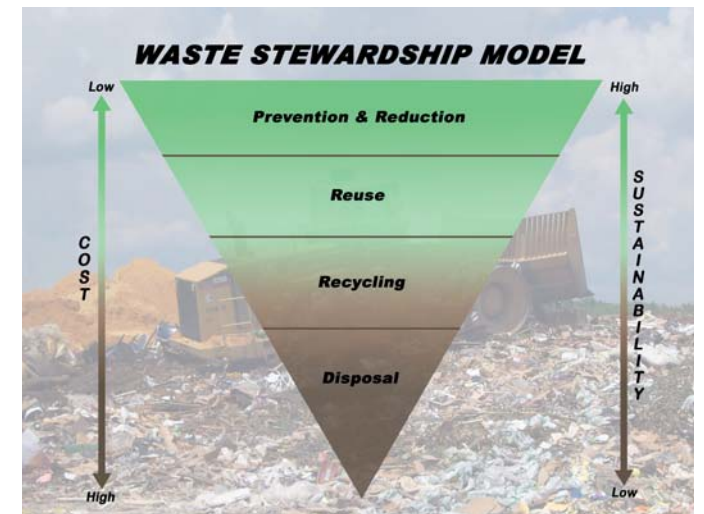 WASTE STEWARDSHIP MODEL
Low
High
Prevention & Reduction
Reuse
COST
SUSTAINABILITY
Recycling
Disposal
High
Low